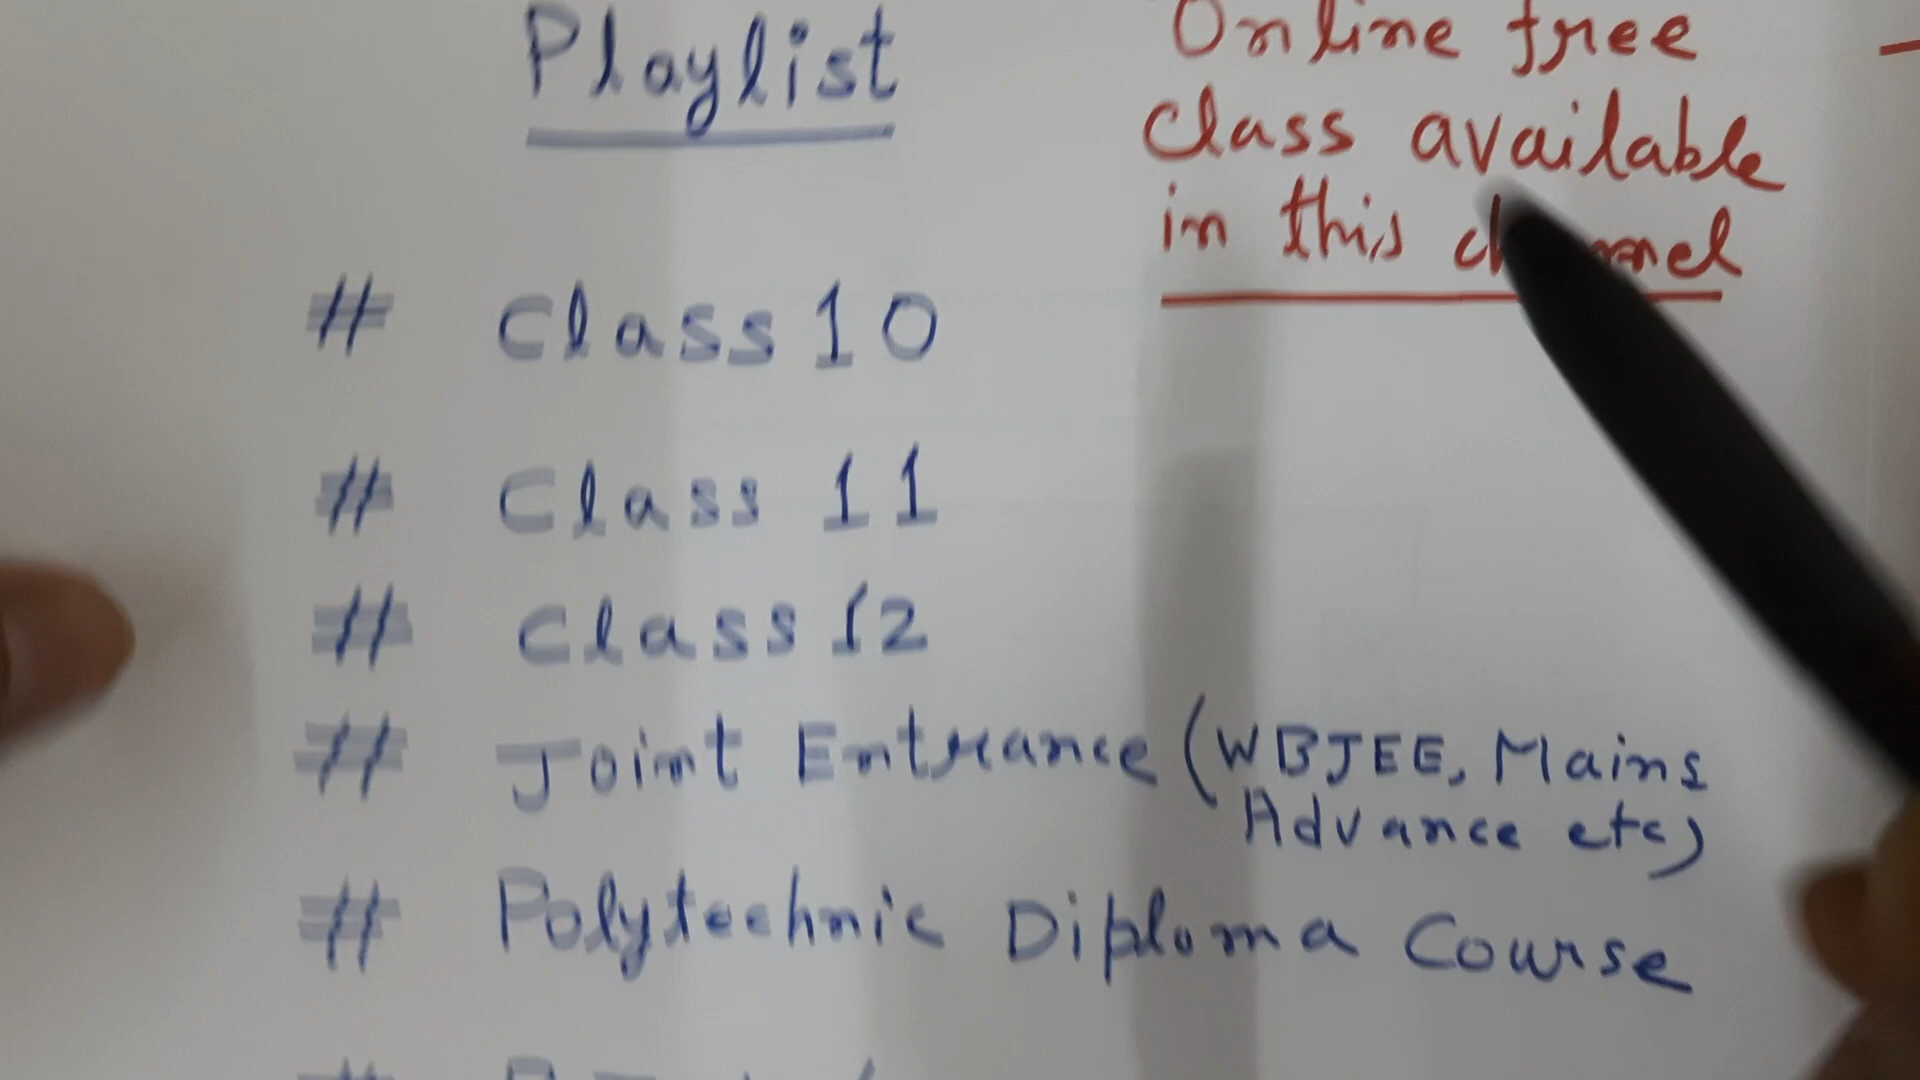 Playlist
Online free
class available
in this channel
# Class 10
# Class 11
# Class 12
# Joint Entrance (WBJEE, Mains
Advance etc)
# Polytechnic Diploma Course
#